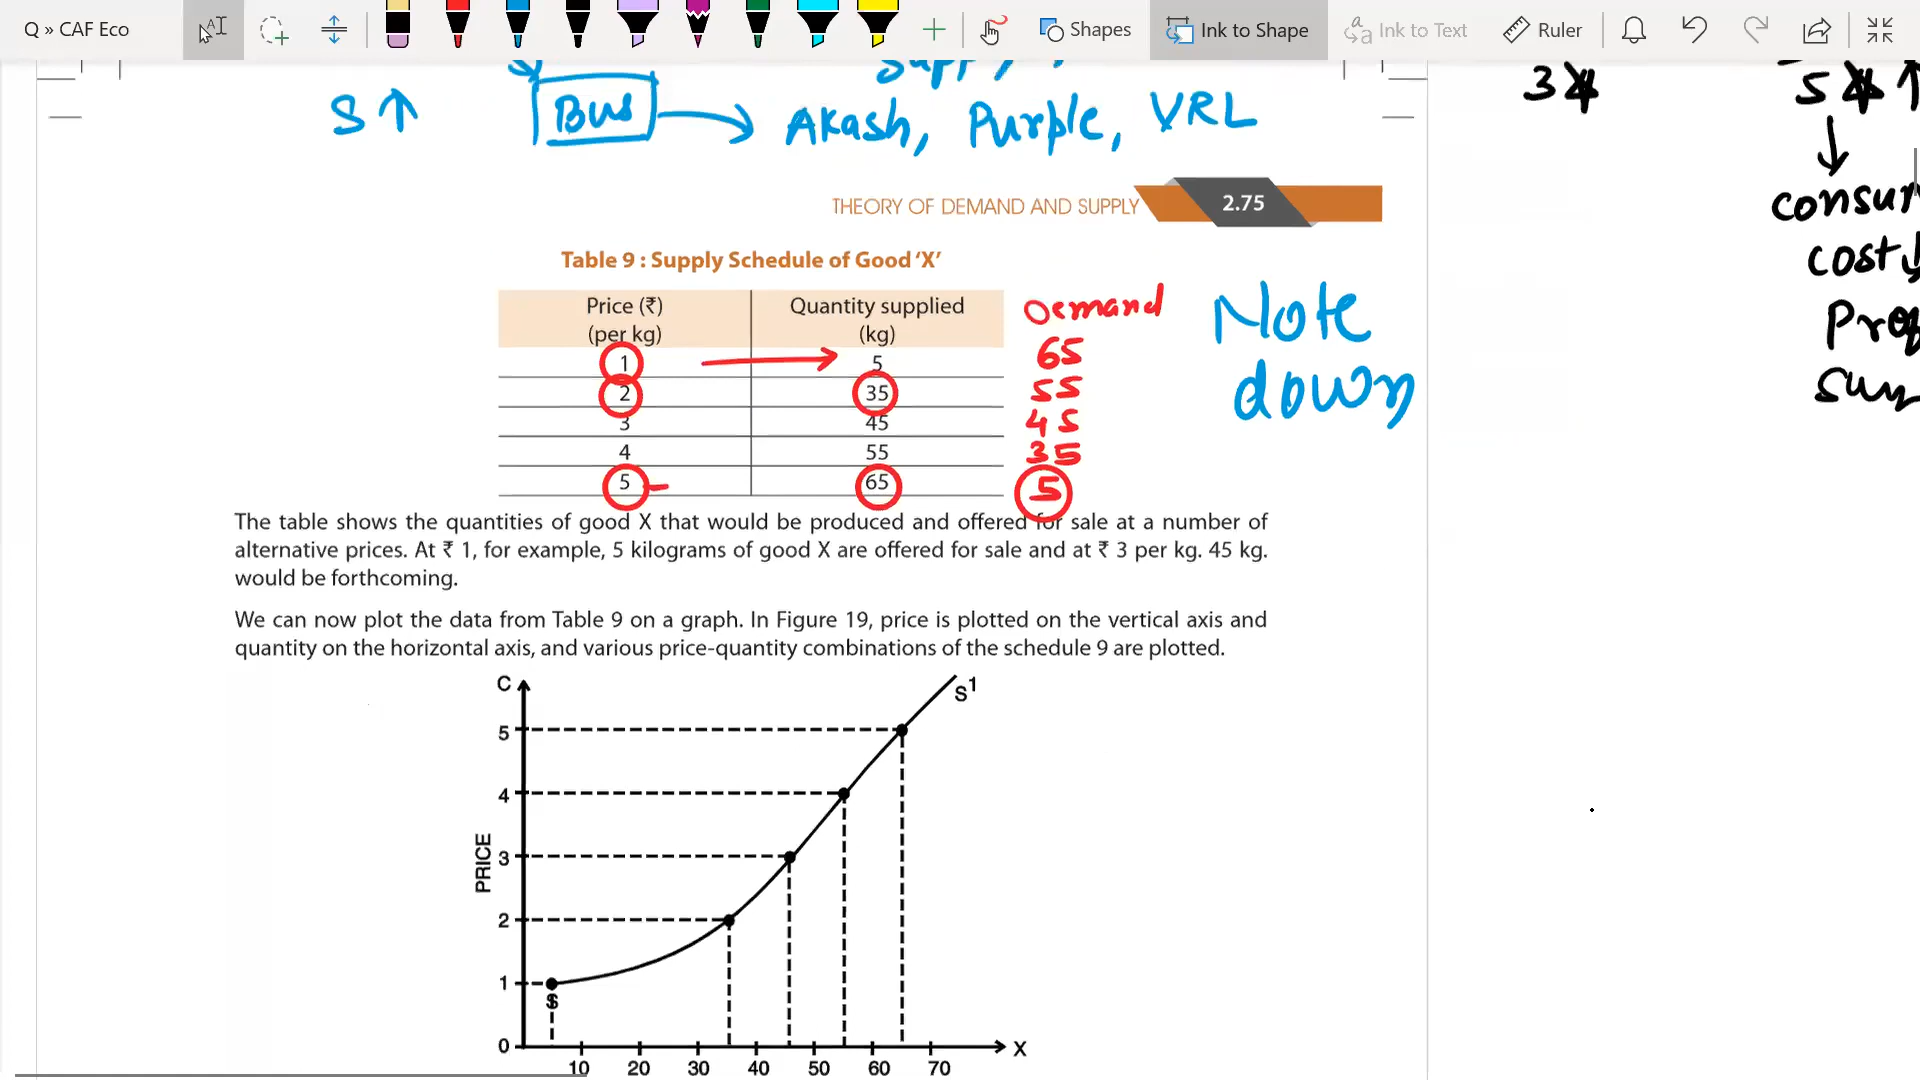 Q » CAF Eco
Shapes
Ink to Shape
Ink to Text
Ruler
Supply
S ↑ Bus → Akash, Purple, VRL
3
5
THEORY OF DEMAND AND SUPPLY 2.75
Table 9 : Supply Schedule of Good 'X'
Price (₹) Quantity supplied Demand
(per kg) (kg)
1 → 5 65
2 35 55
3 45 45
4 55 35
5 65 5
Note
down
cost↓
The table shows the quantities of good X that would be produced and offered for sale at a number of
alternative prices. At ₹ 1, for example, 5 kilograms of good X are offered for sale and at ₹ 3 per kg. 45 kg.
would be forthcoming.
We can now plot the data from Table 9 on a graph. In Figure 19, price is plotted on the vertical axis and
quantity on the horizontal axis, and various price-quantity combinations of the schedule 9 are plotted.
C
S1
5
4
PRICE
3
2
1
S
0
X
10 20 30 40 50 60 70